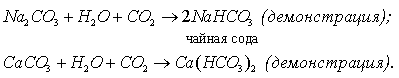 Na₂CO₃ + H₂O + CO₂ → 2NaHCO₃ (демонстрация);
чайная сода
CaCO₃ + H₂O + CO₂ → Ca(HCO₃)₂ (демонстрация).